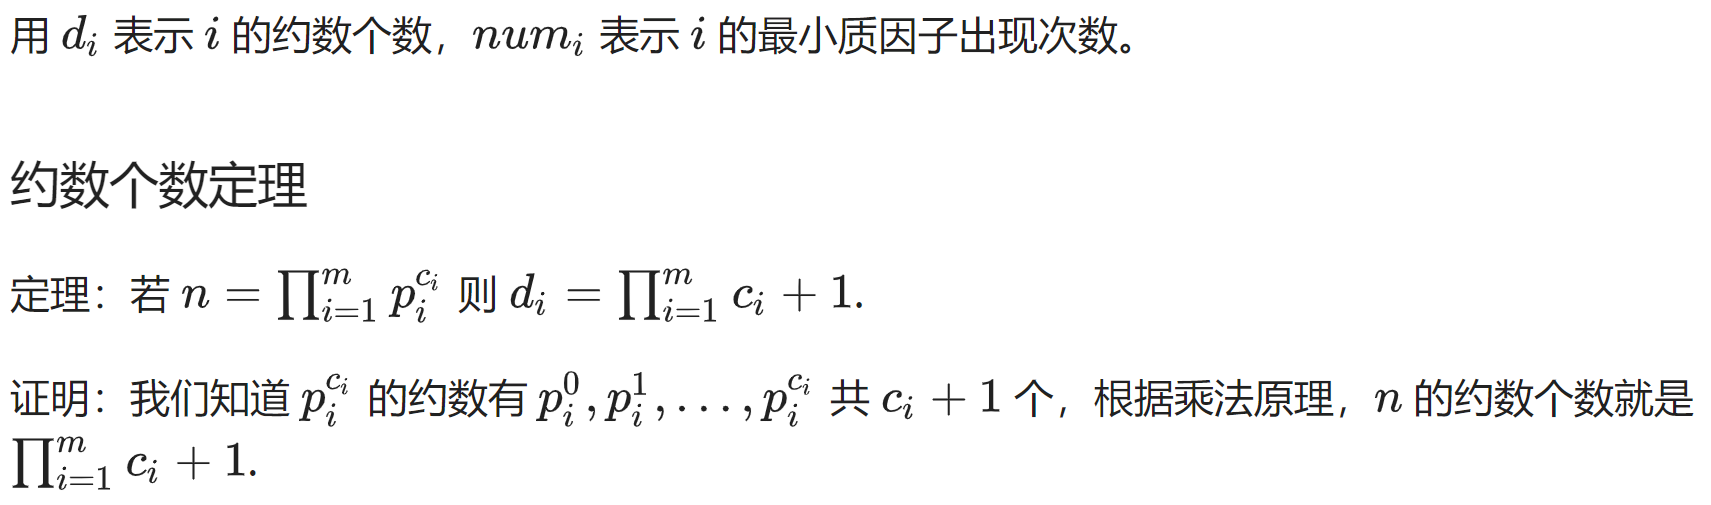 用 $d_i$ 表示 $i$ 的约数个数，$num_i$ 表示 $i$ 的最小质因子出现次数。
约数个数定理
定理：若 $n = \prod_{i=1}^{m} p_i^{c_i}$ 则 $d_i = \prod_{i=1}^{m} c_i + 1$.
证明：我们知道 $p_i^{c_i}$ 的约数有 $p_i^0, p_i^1, \ldots, p_i^{c_i}$ 共 $c_i + 1$ 个，根据乘法原理，$n$ 的约数个数就是
$\prod_{i=1}^{m} c_i + 1$.